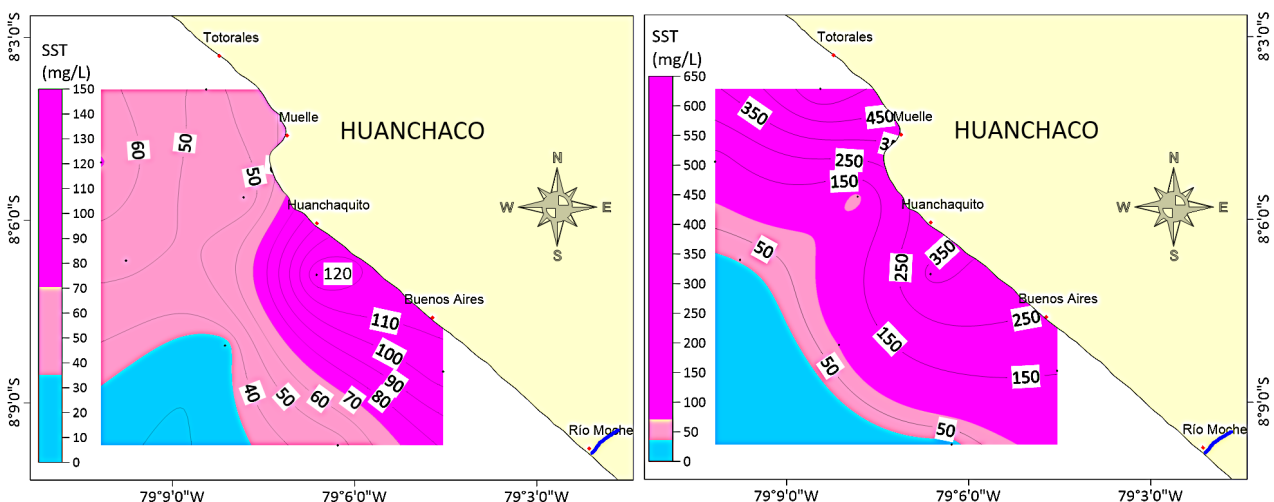 8°3'0"S
8°6'0"S
8°9'0"S
SST
(mg/L)
150
140
130
120
110
100
90
80
70
60
50
40
30
20
10
0
Totorales
Muelle
HUANCHACO
Huanchaquito
Buenos Aires
Río Moche
N
W
E
S
60
50
50
120
110
100
90
80
70
60
50
40
79°9'0"W
79°6'0"W
79°3'0"W
SST
(mg/L)
650
600
550
500
450
400
350
300
250
200
150
100
50
0
Totorales
Muelle
HUANCHACO
Huanchaquito
Buenos Aires
Río Moche
N
W
E
S
350
450
250
150
50
350
250
250
150
50
150
50
79°9'0"W
79°6'0"W
79°3'0"W
8°3'0"S
8°6'0"S
8°9'0"S